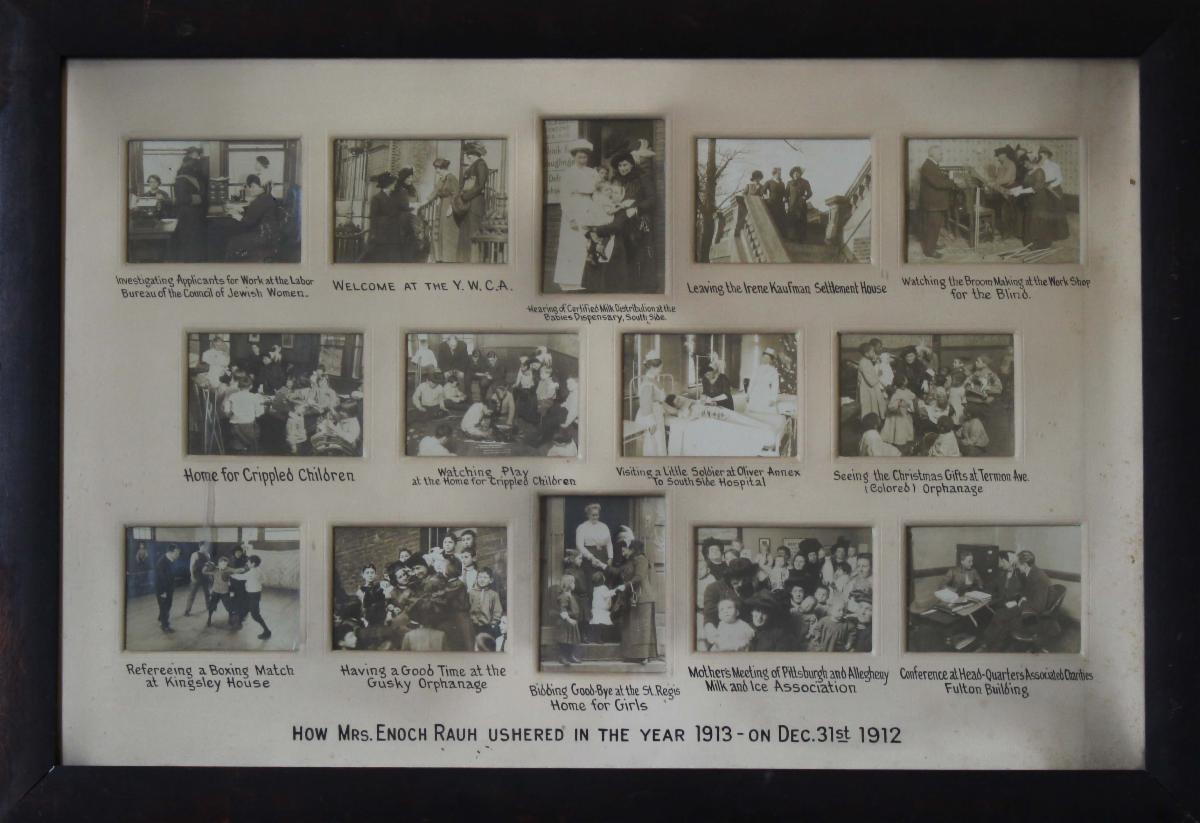 Investigating Applicants for Work at the Labor
Bureau of the Council of Jewish Women.
WELCOME AT THE Y.W.C.A.
Hearing of Certified Milk Distribution at the
Babies Dispensary, South Side.
Leaving the Irene Kaufman Settlement House
Watching the Broom Making at the Work Shop
for the Blind.
Home for Crippled Children
Watching Play
at the Home for Crippled Children
Visiting a Little Soldier at Oliver Annex
To South Side Hospital
Seeing the Christmas Gifts at Termon Ave.
(Colored) Orphanage
Refereeing a Boxing Match
at Kingsley House
Having a Good Time at the
Gusky Orphanage
Bidding Good-Bye at the St. Regis
Home for Girls
Mother's Meeting of Pittsburgh and Allegheny
Milk and Ice Association
Conference at Head-Quarters Associated Charities
Fulton Building
HOW MRS. ENOCH RAUH USHERED IN THE YEAR 1913 - ON DEC. 31st 1912